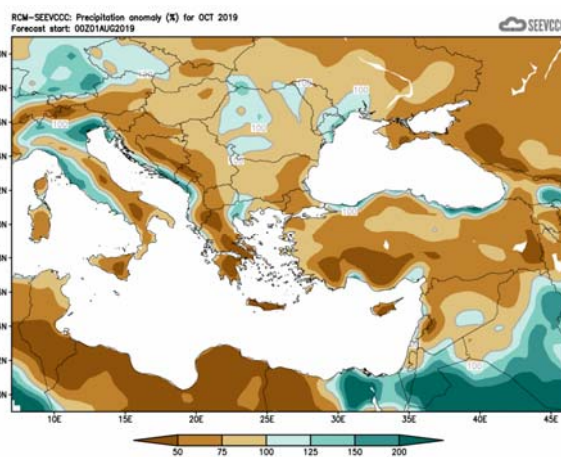 RCM-SEEVCCC: Precipitation anomaly (%) for OCT 2019
Forecast start: 00Z01AUG2019
SEEVCCC
100
100
100
100
100
100
100
10E 15E 20E 25E 30E 35E 40E 45E
50 75 100 125 150 200